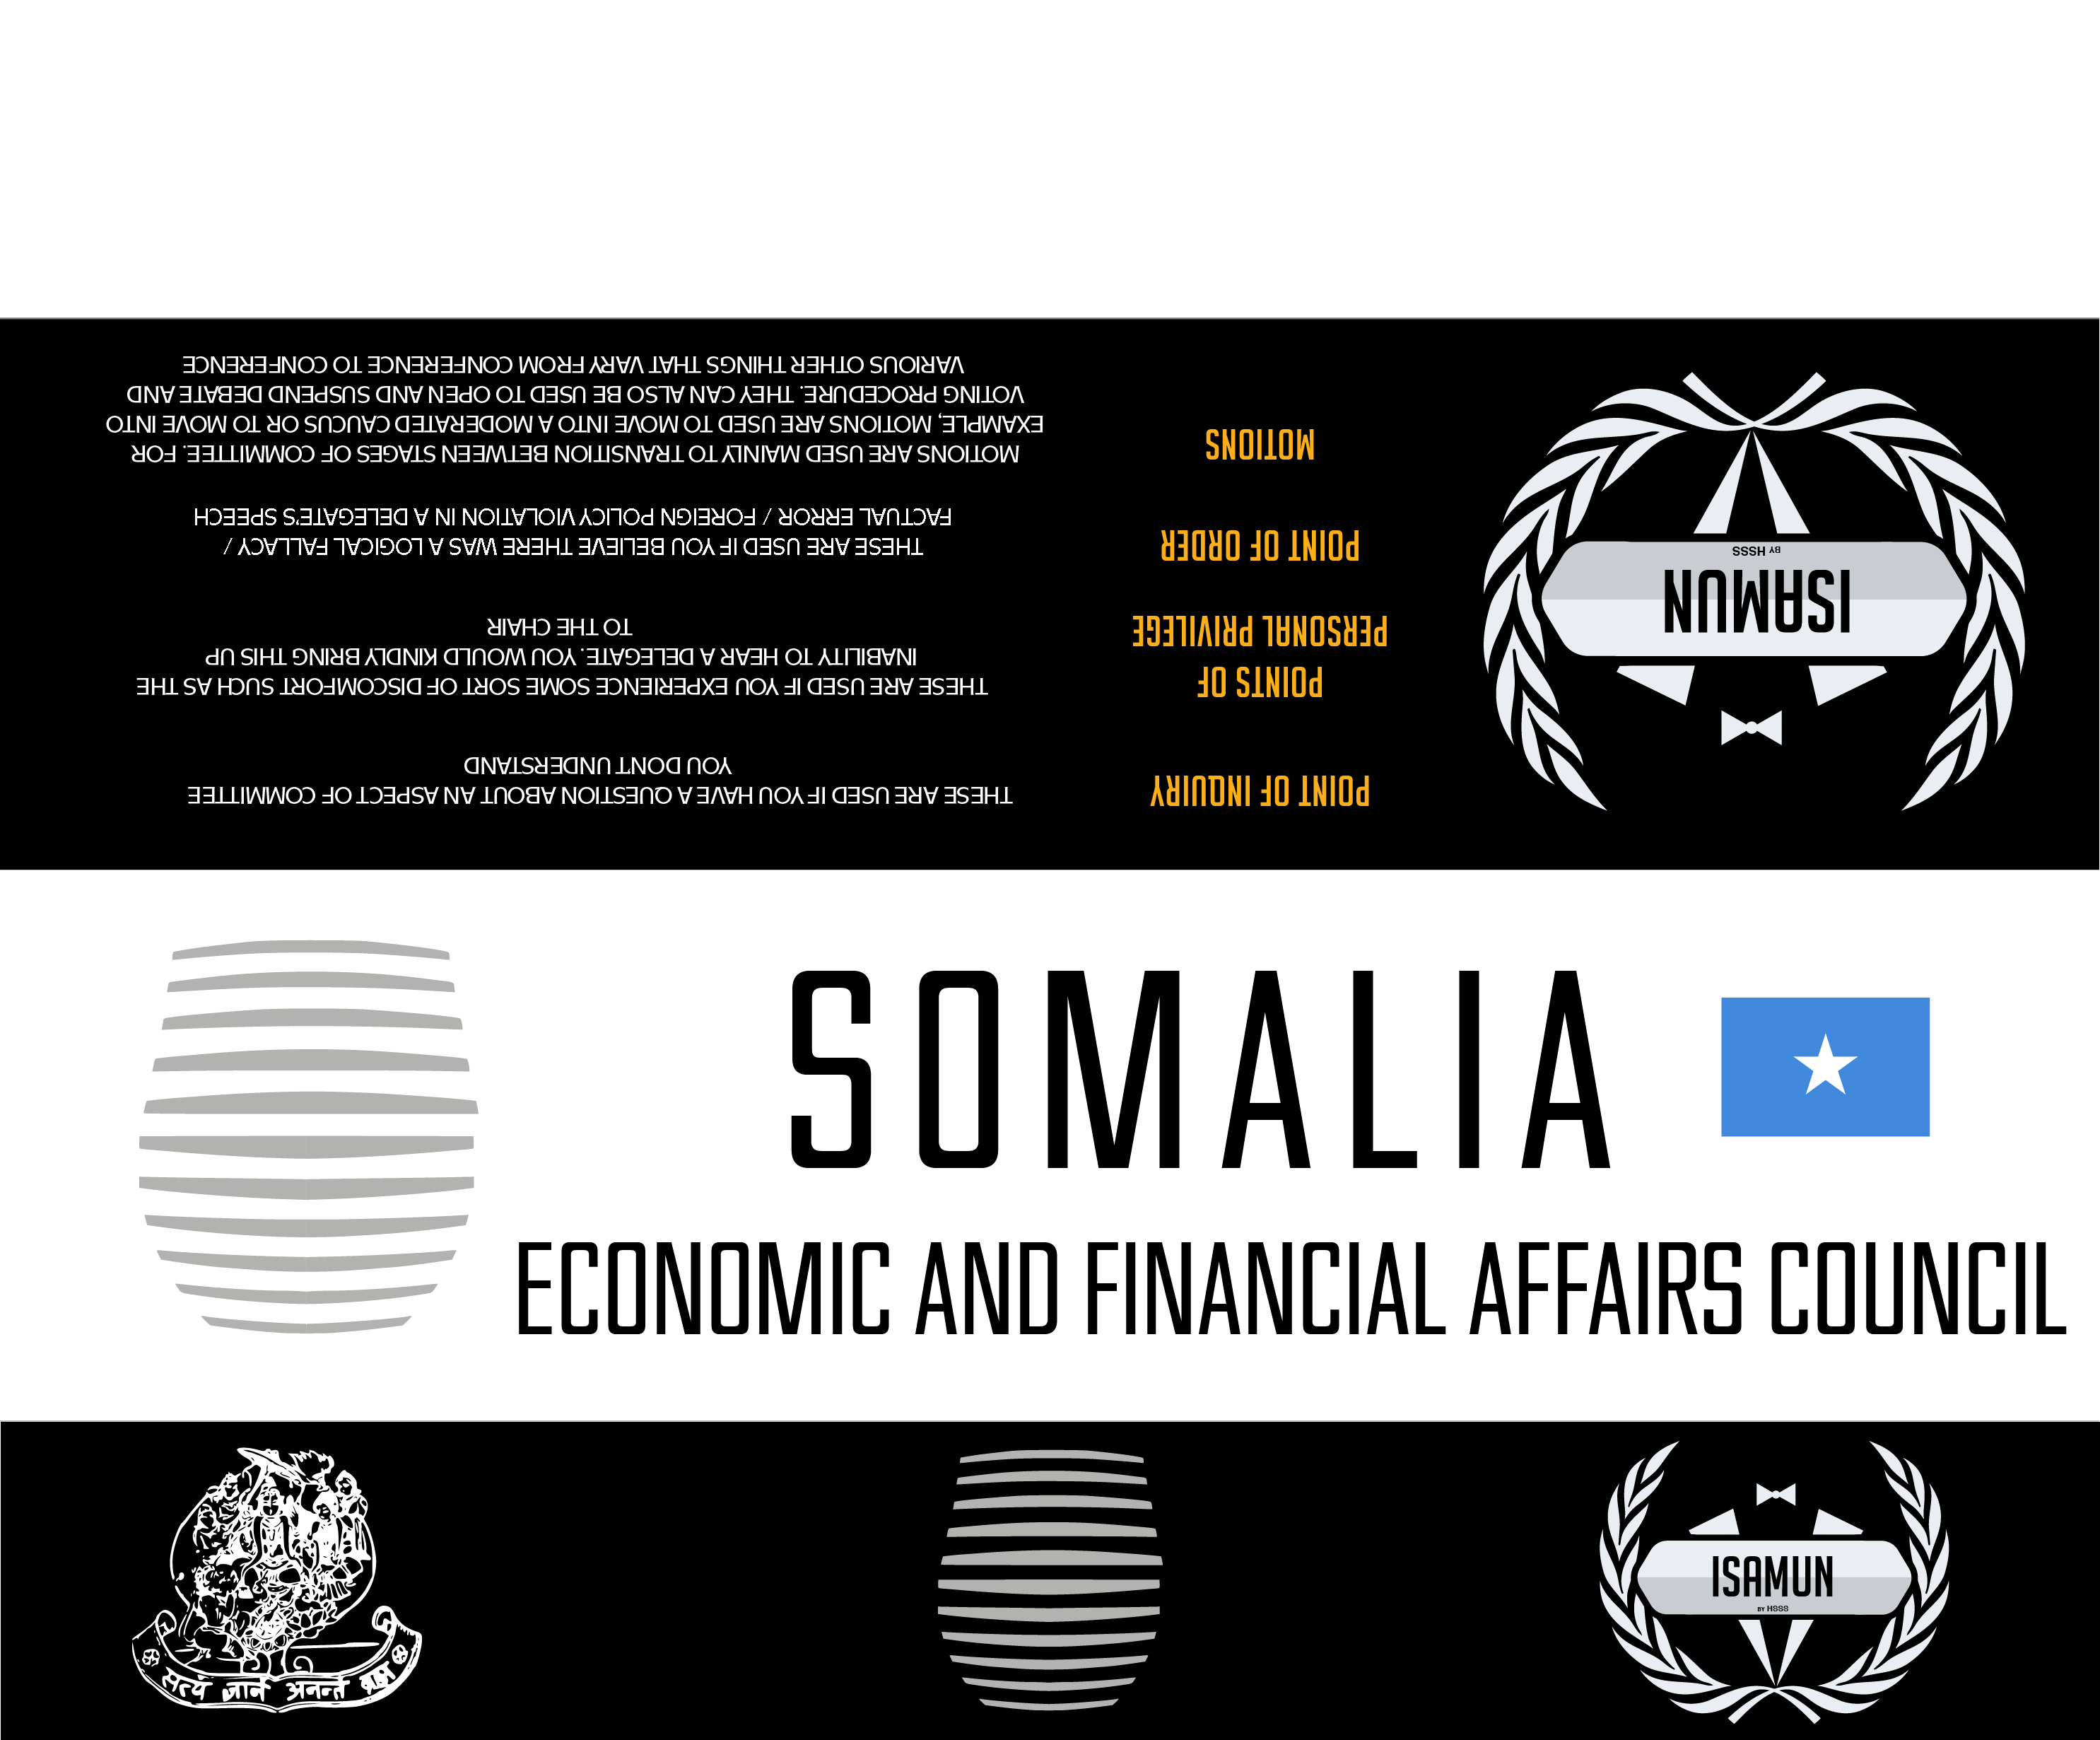 ISAMUN
BY HSSS
POINT OF INQUIRY
THESE ARE USED IF YOU HAVE A QUESTION ABOUT AN ASPECT OF COMMITTEE
YOU DON'T UNDERSTAND
POINTS OF
PERSONAL PRIVILEGE
THESE ARE USED IF YOU EXPERIENCE SOME SORT OF DISCOMFORT SUCH AS THE
INABILITY TO HEAR A DELEGATE. YOU WOULD KINDLY BRING THIS UP
TO THE CHAIR
POINT OF ORDER
THESE ARE USED IF YOU BELIEVE THERE WAS A LOGICAL FALLACY /
FACTUAL ERROR / FOREIGN POLICY VIOLATION IN A DELEGATE'S SPEECH
MOTIONS
MOTIONS ARE USED MAINLY TO TRANSITION BETWEEN STAGES OF COMMITTEE. FOR
EXAMPLE, MOTIONS ARE USED TO MOVE INTO A MODERATED CAUCUS OR TO MOVE INTO
VOTING PROCEDURE. THEY CAN ALSO BE USED TO OPEN AND SUSPEND DEBATE AND
VARIOUS OTHER THINGS THAT VARY FROM CONFERENCE TO CONFERENCE
SOMALIA
ECONOMIC AND FINANCIAL AFFAIRS COUNCIL
सत्यं ज्ञानं अनन्तं ब्रह्म
ISAMUN
BY HSSS